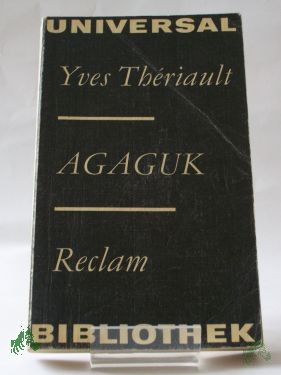 UNIVERSAL
Yves Thériault
AGAGUK
Reclam
BIBLIOTHEK